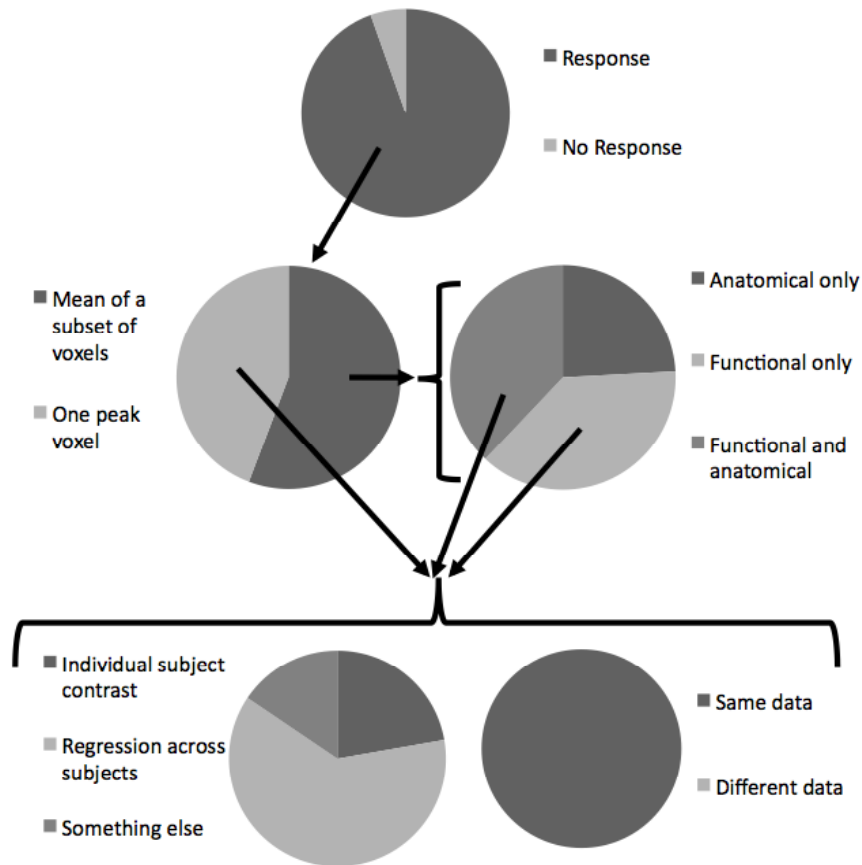 Response
No Response
Mean of a
subset of
voxels
One peak
voxel
Anatomical only
Functional only
Functional and
anatomical
Individual subject
contrast
Regression across
subjects
Something else
Same data
Different data